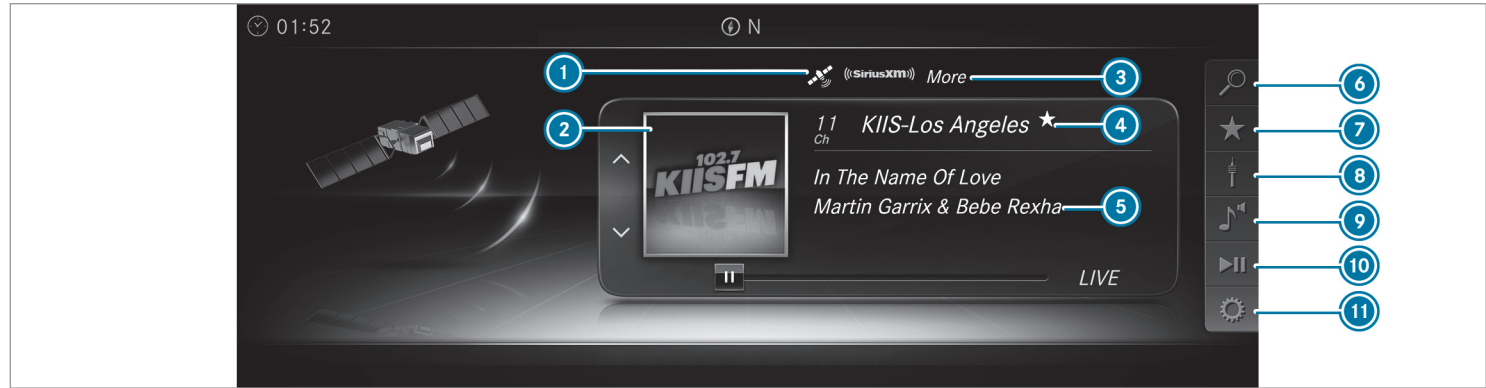 01:52
N
1
((SiriusXM))
More
3
2
11
Ch
KIIS-Los Angeles
4
102.7
KIISFM
In The Name Of Love
Martin Garrix & Bebe Rexha
5
LIVE
6
7
8
9
10
11